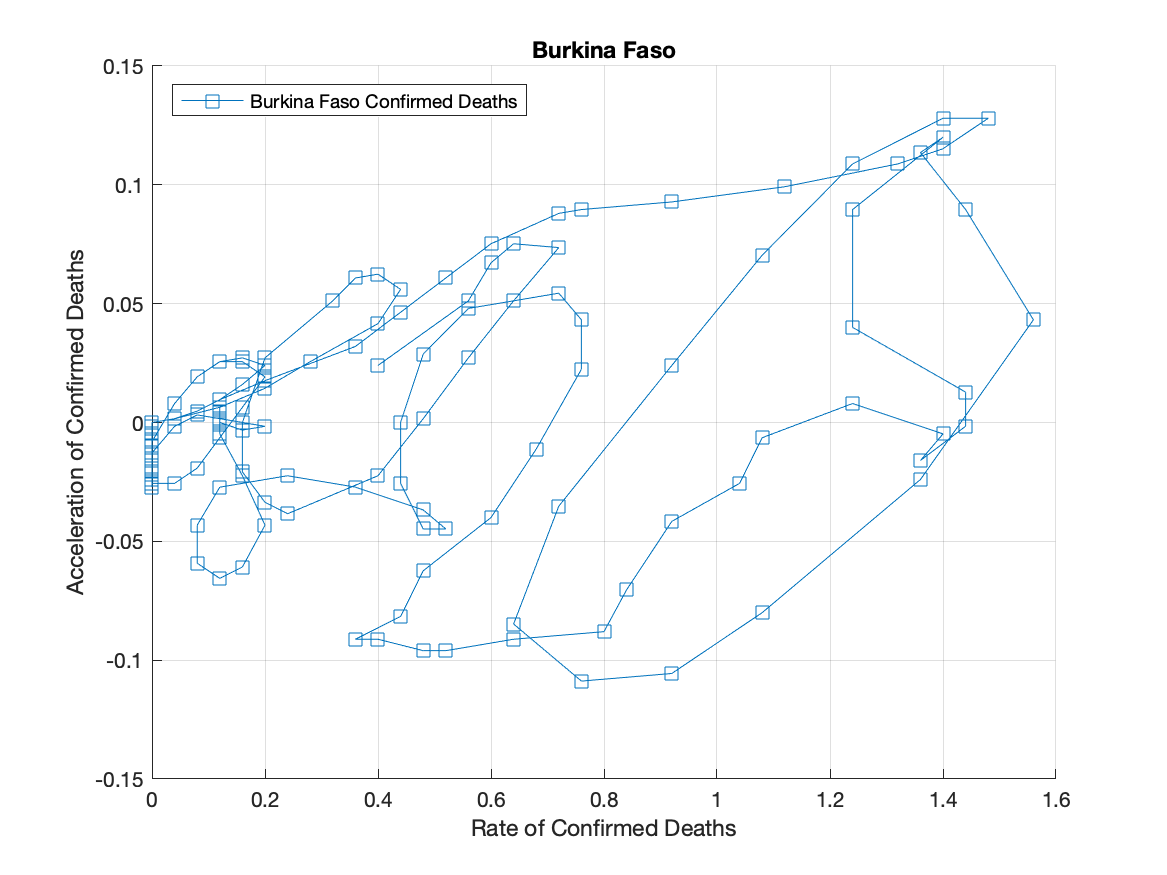 Burkina Faso
Burkina Faso Confirmed Deaths
Acceleration of Confirmed Deaths
0.15
0.1
0.05
0
-0.05
-0.1
-0.15
0 0.2 0.4 0.6 0.8 1 1.2 1.4 1.6
Rate of Confirmed Deaths